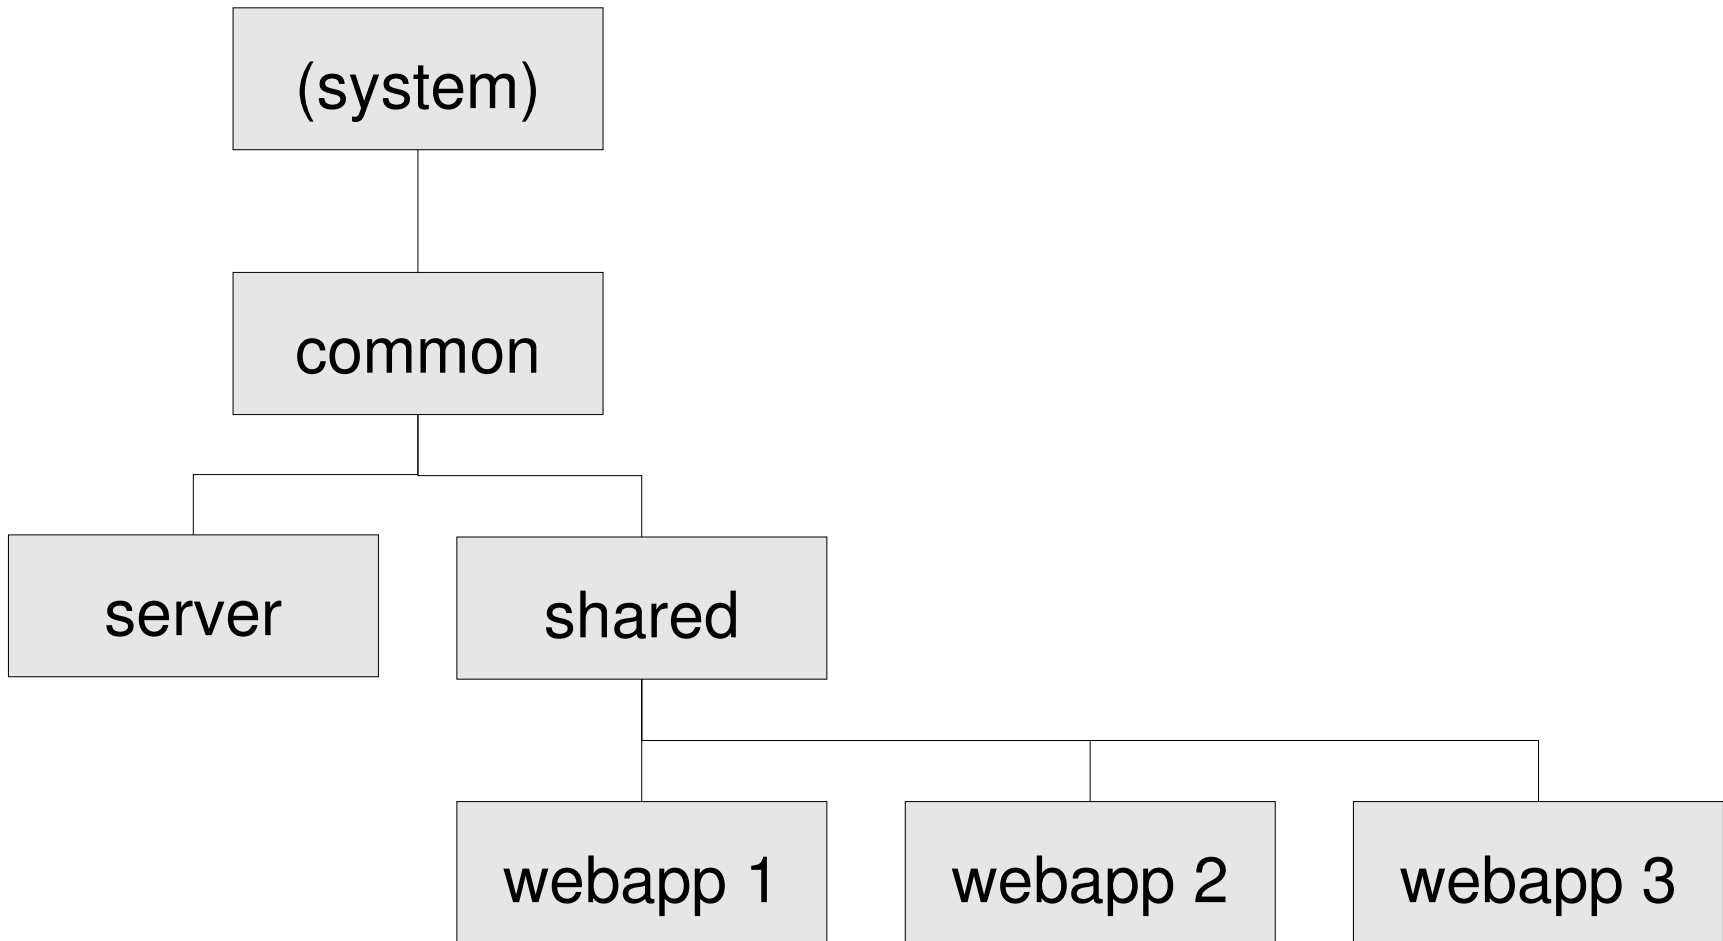 (system)
common
server
shared
webapp 1
webapp 2
webapp 3